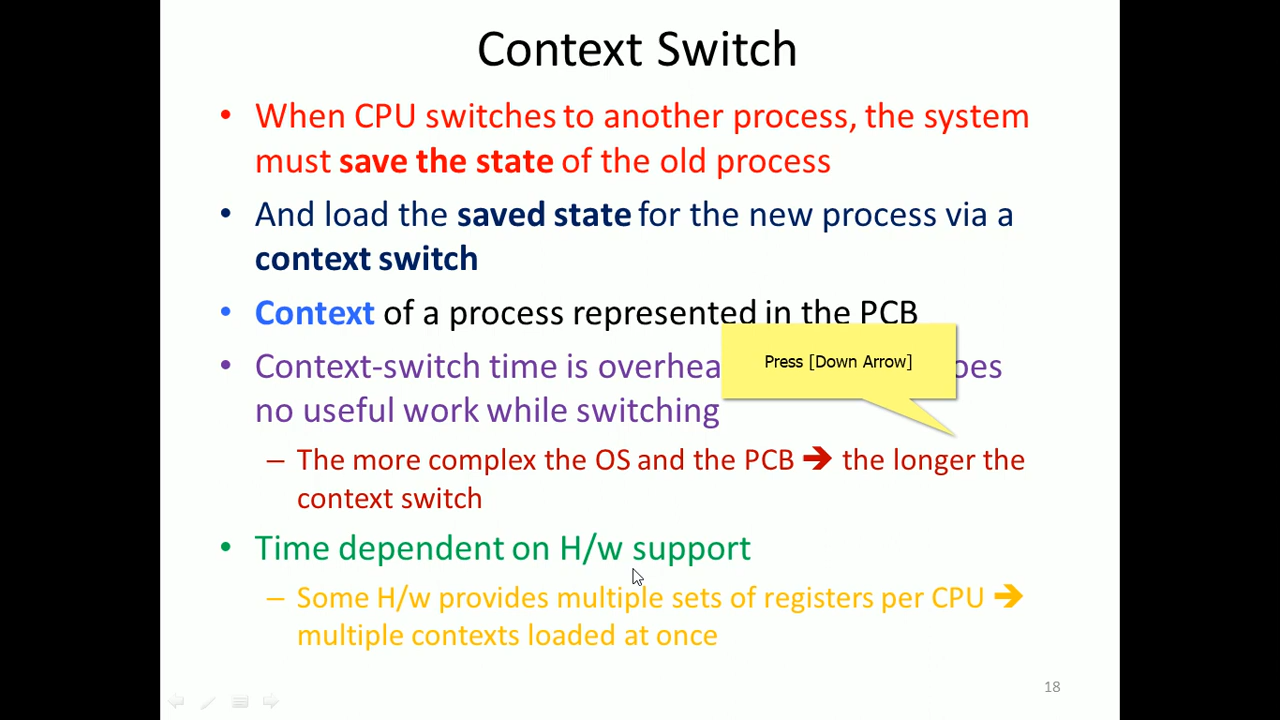 Context Switch
• When CPU switches to another process, the system
must save the state of the old process
• And load the saved state for the new process via a
context switch
• Context of a process represented in the PCB
• Context-switch time is
no useful work while switching
Press [Down Arrow]
– The more complex the OS and the PCB ➔ the longer the
context switch
• Time dependent on H/w support
– Some H/w provides multiple sets of registers per CPU ➔
multiple contexts loaded at once
18